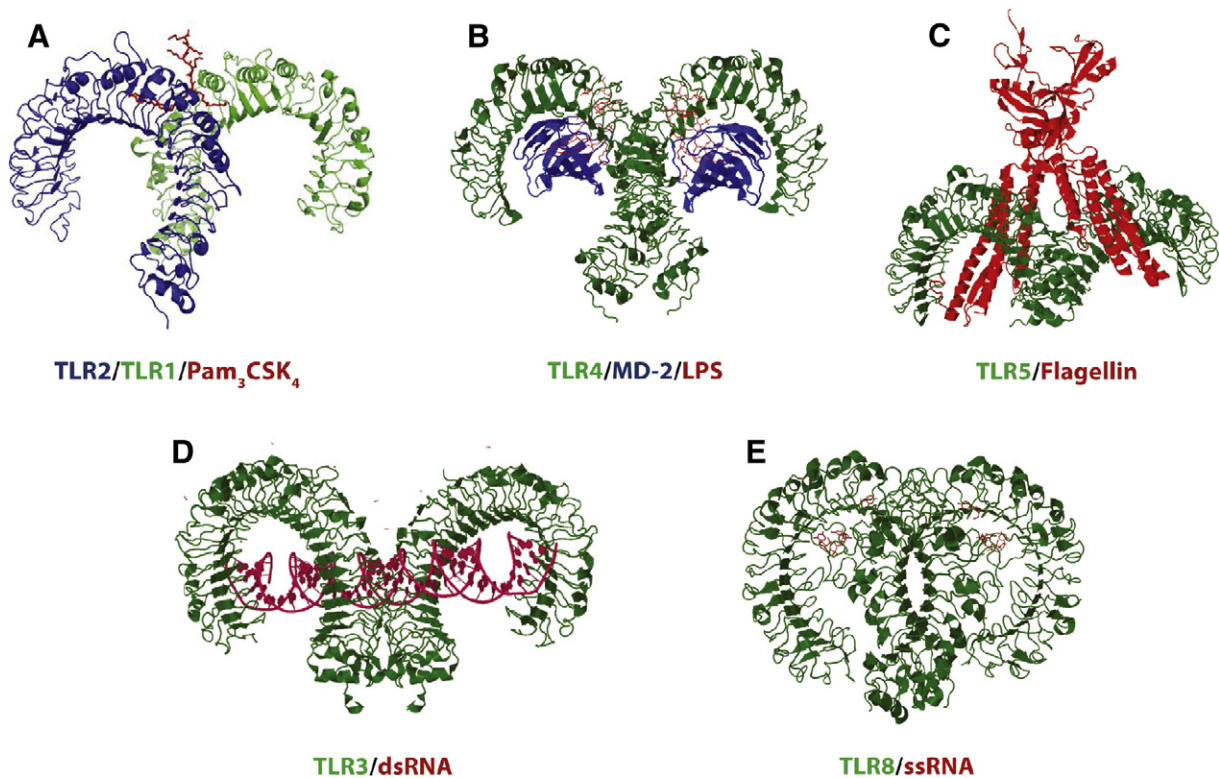 A
B
C
TLR2/TLR1/Pam₃CSK₄
TLR4/MD-2/LPS
TLR5/Flagellin
D
E
TLR3/dsRNA
TLR8/ssRNA